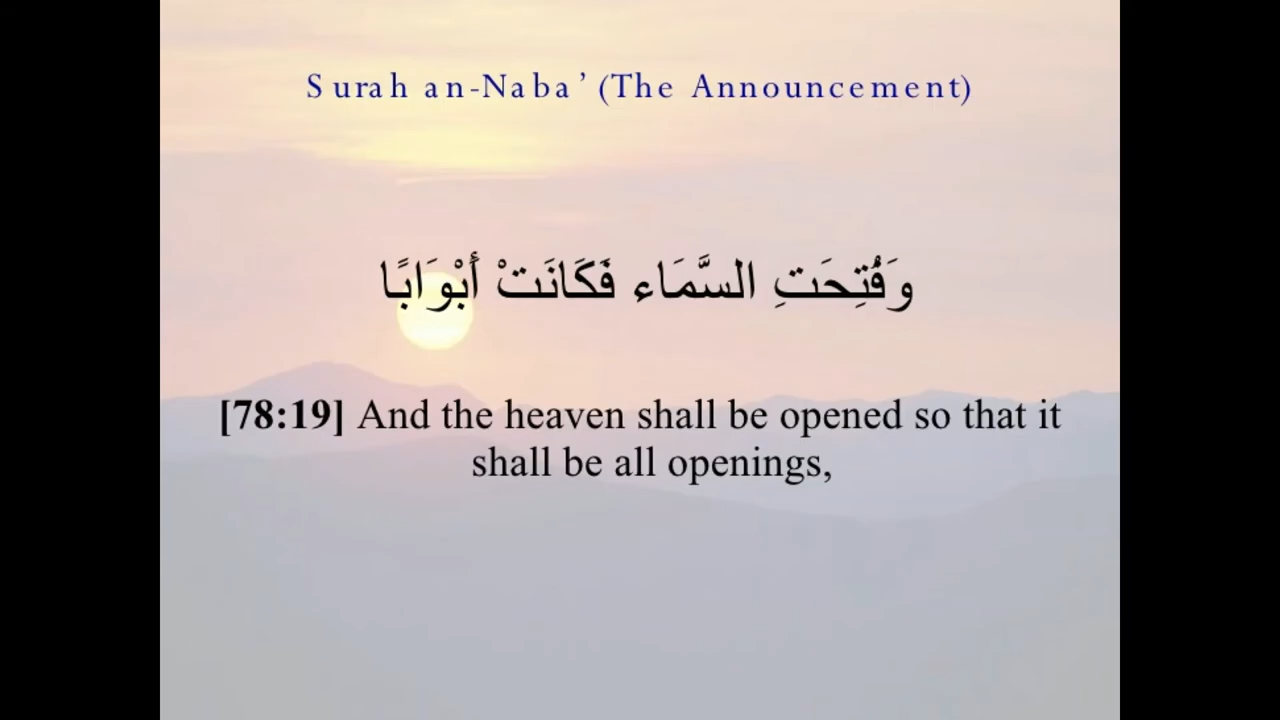 Surah an-Naba’ (The Announcement)
وَفُتِحَتِ السَّمَاء فَكَانَتْ أَبْوَابًا
[78:19] And the heaven shall be opened so that it
shall be all openings,